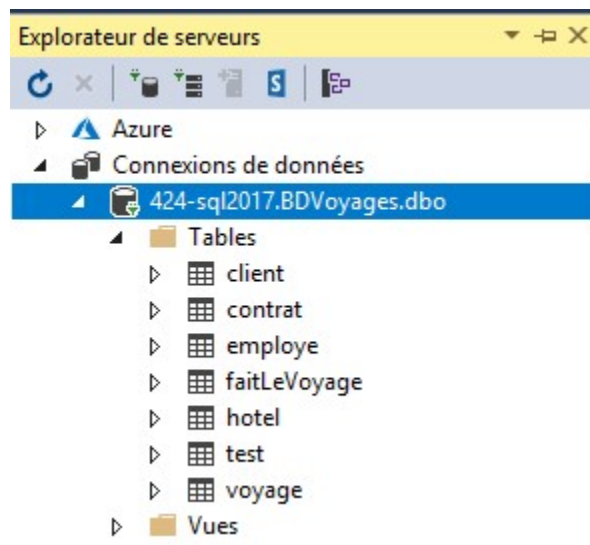 Explorateur de serveurs
Azure
Connexions de données
424-sql2017.BDVoyages.dbo
Tables
client
contrat
employe
faitLeVoyage
hotel
test
voyage
Vues